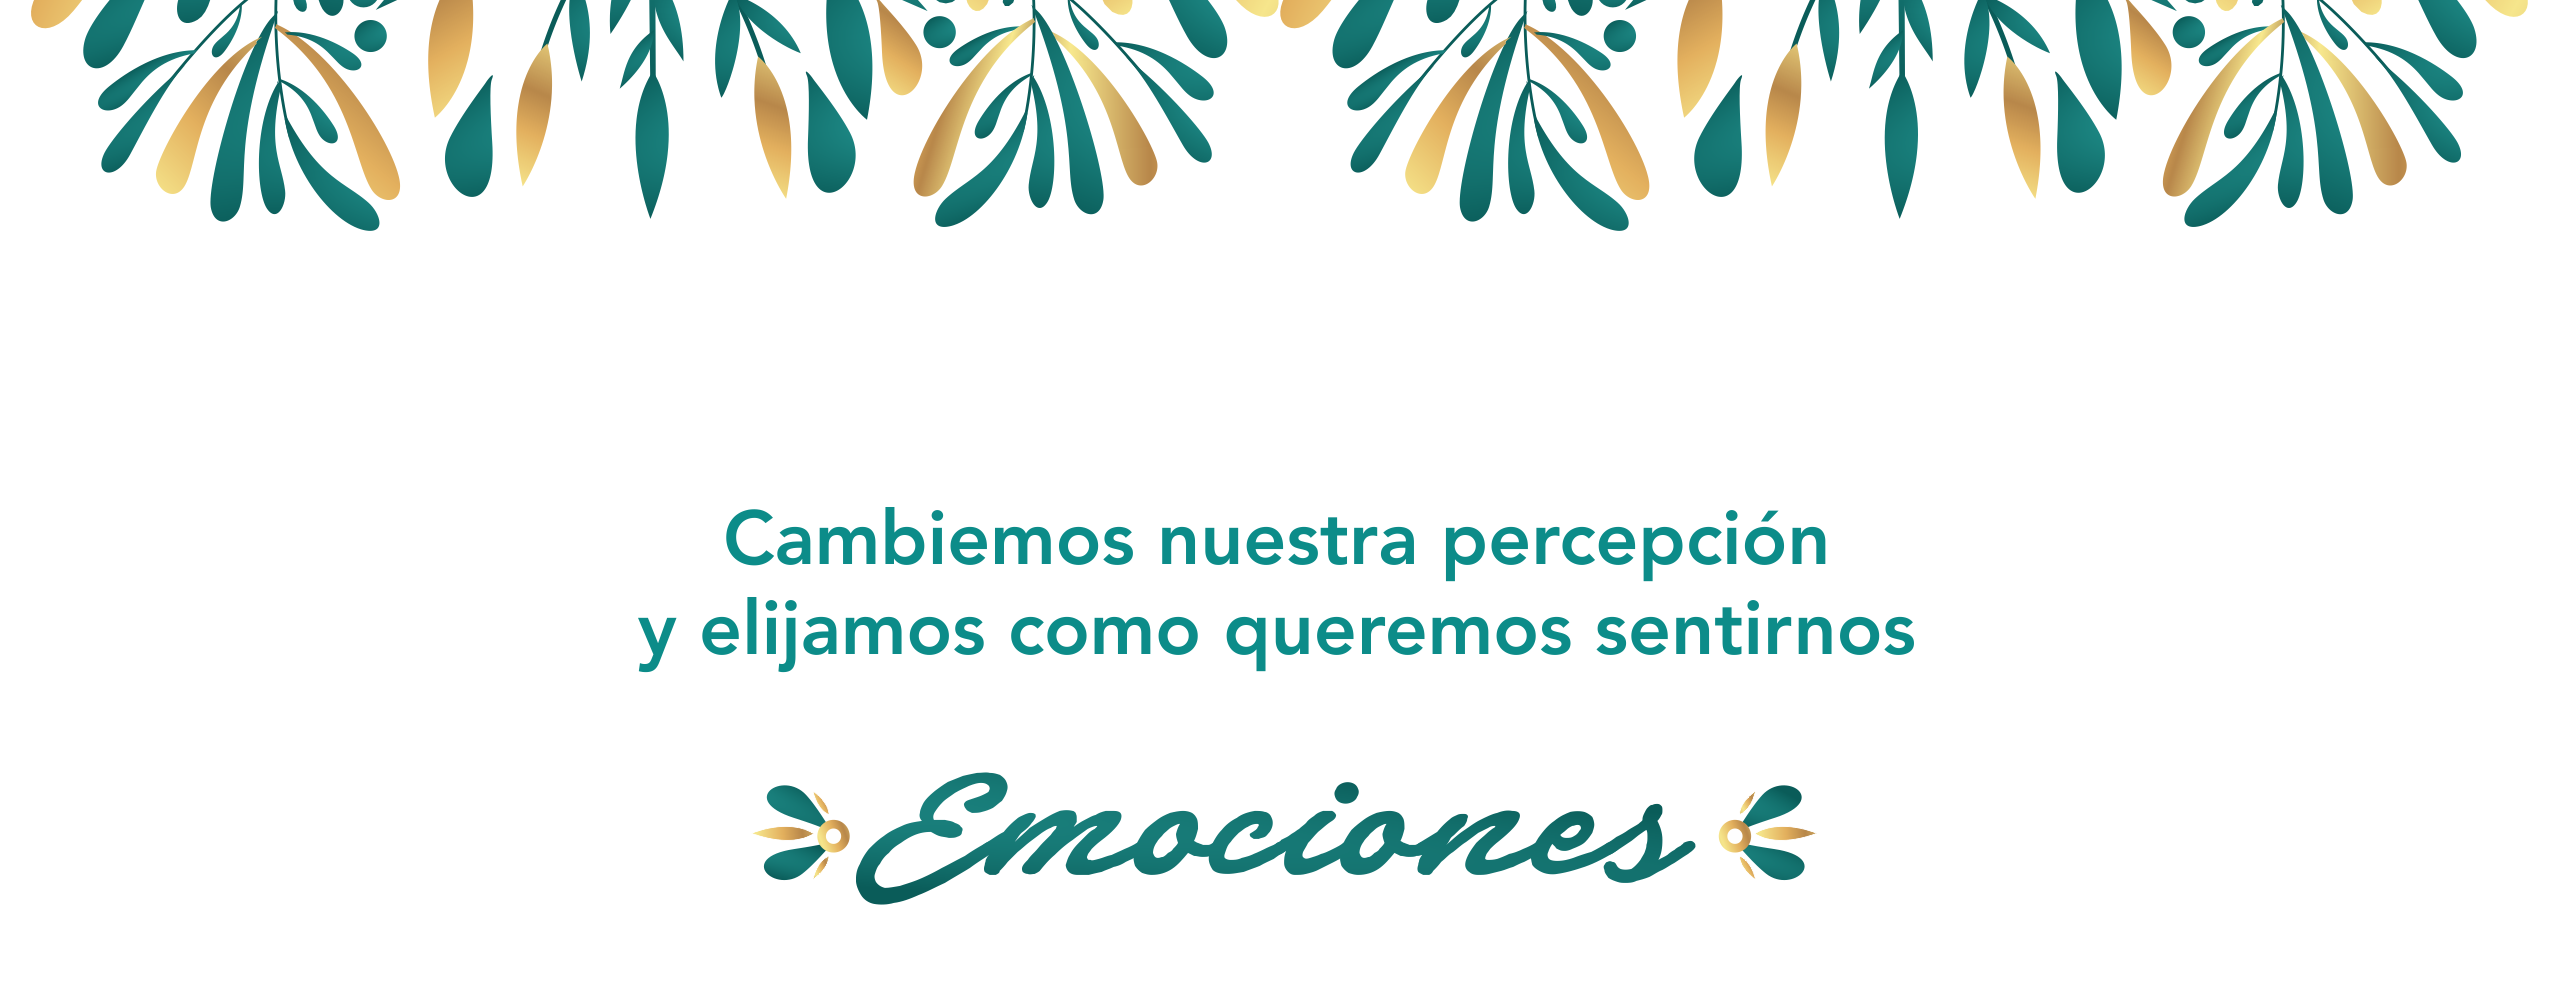 Cambiemos nuestra percepción
y elijamos como queremos sentirnos
Emociones